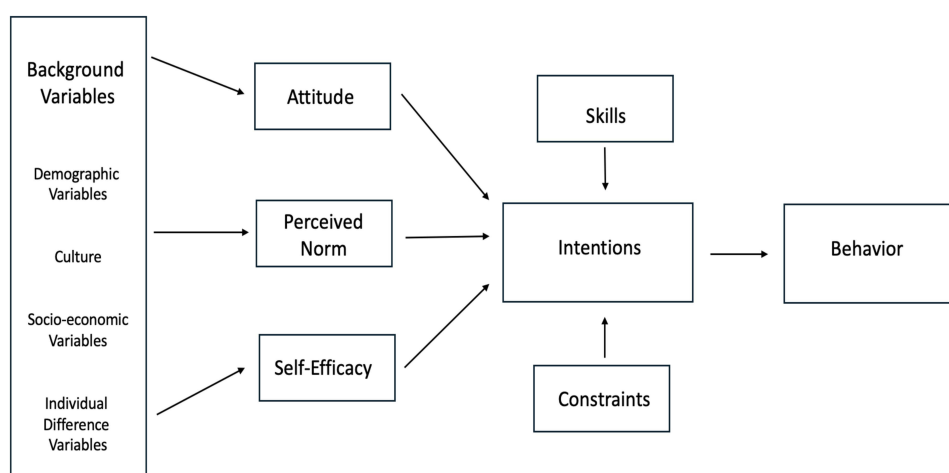 Background
Variables
Demographic
Variables
Culture
Socio-economic
Variables
Individual
Difference
Variables
Attitude
Perceived
Norm
Self-Efficacy
Skills
Intentions
Constraints
Behavior